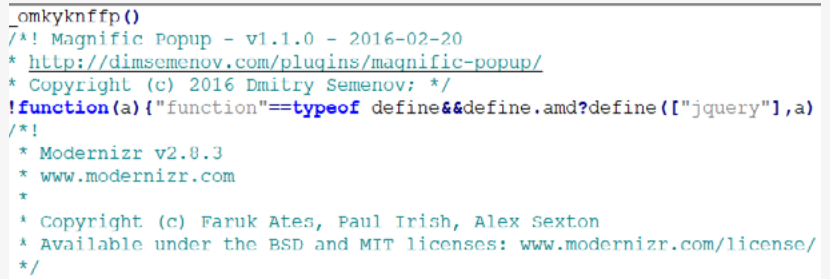 _omkyknffp()
/*! Magnific Popup - v1.1.0 - 2016-02-20
* http://dimsemenov.com/plugins/magnific-popup/
* Copyright (c) 2016 Dmitry Semenov; */
!function(a){"function"==typeof define&&define.amd?define(["jquery"],a)
/*!
* Modernizr v2.8.3
* www.modernizr.com
*
* Copyright (c) Faruk Ates, Paul Irish, Alex Sexton
* Available under the BSD and MIT licenses: www.modernizr.com/license/
*/